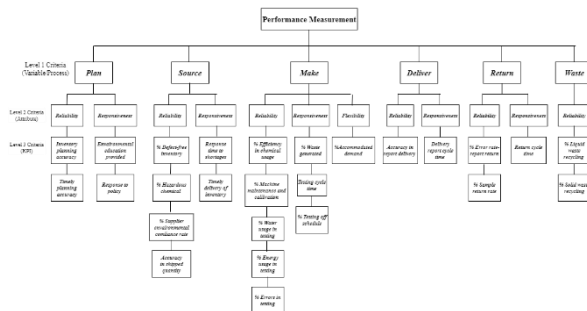 Performance Measurement
Level 1 Criteria
(Variable/Process)
Plan
Source
Make
Deliver
Return
Waste
Level 2 Criteria
(Attribute)
Reliability
Responsiveness
Reliability
Responsiveness
Reliability
Responsiveness
Flexibility
Reliability
Responsiveness
Reliability
Responsiveness
Reliability
Level 3 Criteria
(KPI)
Inventory
planning
accuracy
Environmental
education
provided
% Defect-free
inventory
Response
time to
shortages
% Efficiency
in chemical
usage
% Waste
generated
%Accommodated
demand
Accuracy in
report delivery
Delivery
report cycle
time
% Error rate-
report return
Return cycle
time
% Liquid
waste
recycling
Timely
planning
accuracy
Response to
policy
% Hazardous
chemical
Timely
delivery of
inventory
% Machine
maintenance and
calibration
Testing cycle
time
% Sample
return rate
% Solid waste
recycling
% Supplier
environmental
rate
% Water
usage in
testing
% Testing off
schedule
Accuracy
in shipped
quantity
% Energy
usage in
testing
% Errors in
testing